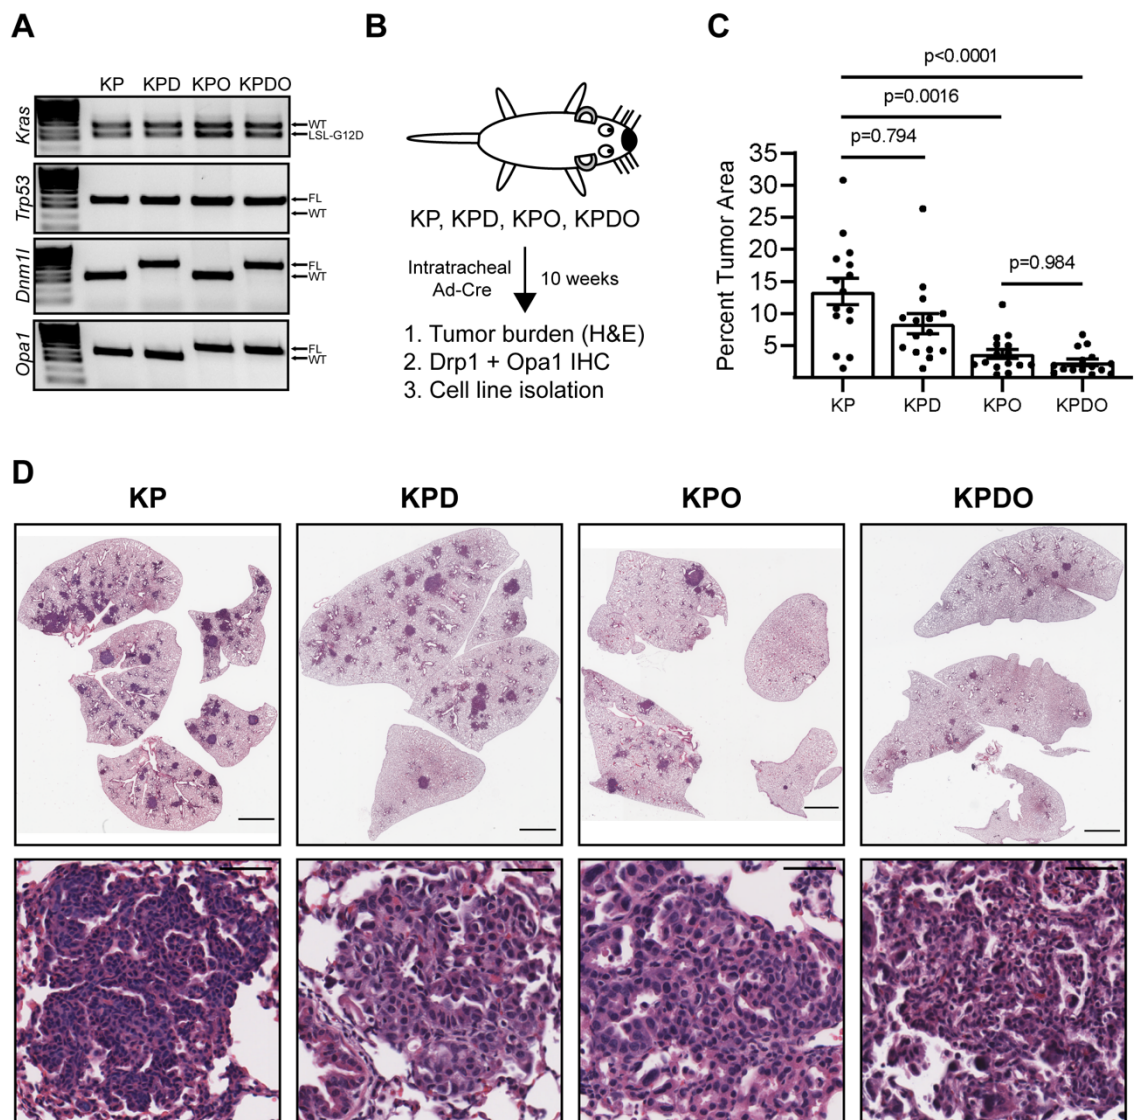 A
KP KPD KPO KPDO
Kras
WT
LSL-G12D
Trp53
FL
WT
Dnm1l
FL
WT
Opa1
FL
WT
B
KP, KPD, KPO, KPDO
Intratracheal
Ad-Cre
10 weeks
1. Tumor burden (H&E)
2. Drp1 + Opa1 IHC
3. Cell line isolation
C
p<0.0001
p=0.0016
p=0.794
p=0.984
Percent Tumor Area
35
30
25
20
15
10
5
KP KPD KPO KPDO
D
KP KPD KPO KPDO